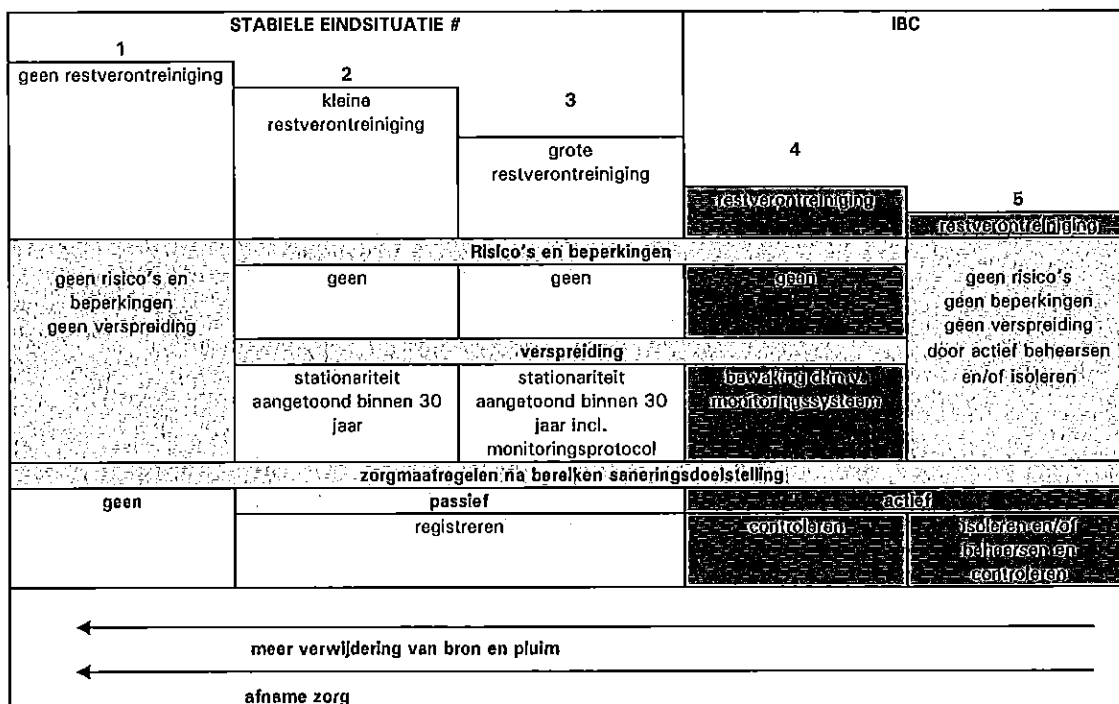 STABIELE EINDSITUATIE #
IBC
1
geen restverontreiniging
2
kleine
restverontreiniging
3
grote
restverontreiniging
4
restverontreiniging
5
restverontreiniging
Risico's en beperkingen
geen risico's en
beperkingen
geen verspreiding
geen
geen
geen
geen risico's
geen beperkingen
geen verspreiding
door actief beheersen
en/of isoleren
verspreiding
stationariteit
aangetoond binnen 30
jaar
stationariteit
aangetoond binnen 30
jaar incl.
monitoringsprotocol
bewaking d.m.v.
monitoringssysteem
zorgmaatregelen na bereiken saneringsdoelstelling
geen
passief
actief
registreren
controleren
isoleren en/of
beheersen en
controleren
meer verwijdering van bron en pluim
afname zorg